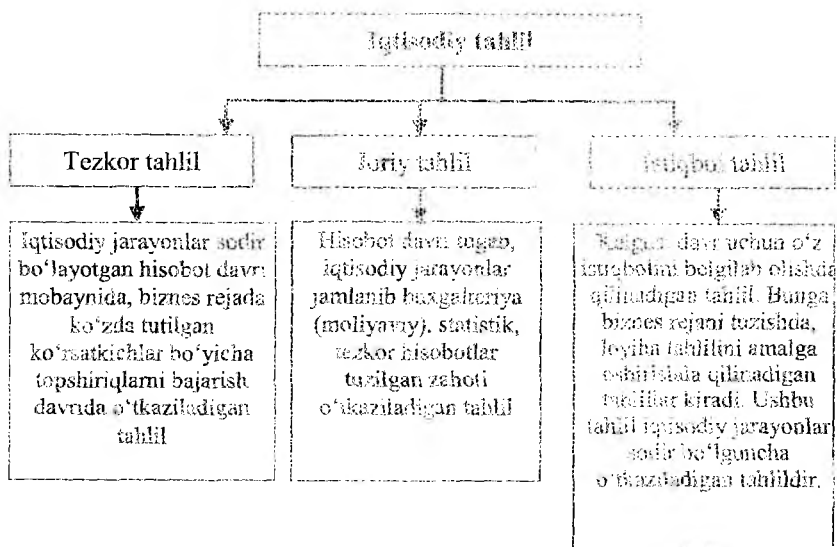 Iqtisodiy tahlil
Tezkor tahlil
Joriy tahlil
Istiqbol tahlil
Iqtisodiy jarayonlar sodir
bo‘layotgan hisobot davri
mobaynida, biznes rejada
ko‘zda tutilgan
ko‘rsatkichlar bo‘yicha
topshiriqlarni bajarish
davrida o‘tkaziladigan
tahlil
Hisobot davri tugab,
iqtisodiy jarayonlar
jamlanib buxgalteriya
(moliyaviy), statistik,
tezkor hisobotlar
tuzilgan zahoti
o‘tkaziladigan tahlil
davr uchun o‘z
istiqbolini belgilab olishda
qilinadigan tahlil. Bunga
biznes rejani tuzishda,
loyiha tahlilini amalga
oshirishda qilinadigan
tahlillar kiradi. Ushbu
tahlil iqtisodiy jarayonlar
sodir bo‘lguncha
o‘tkaziladigan tahlildir.